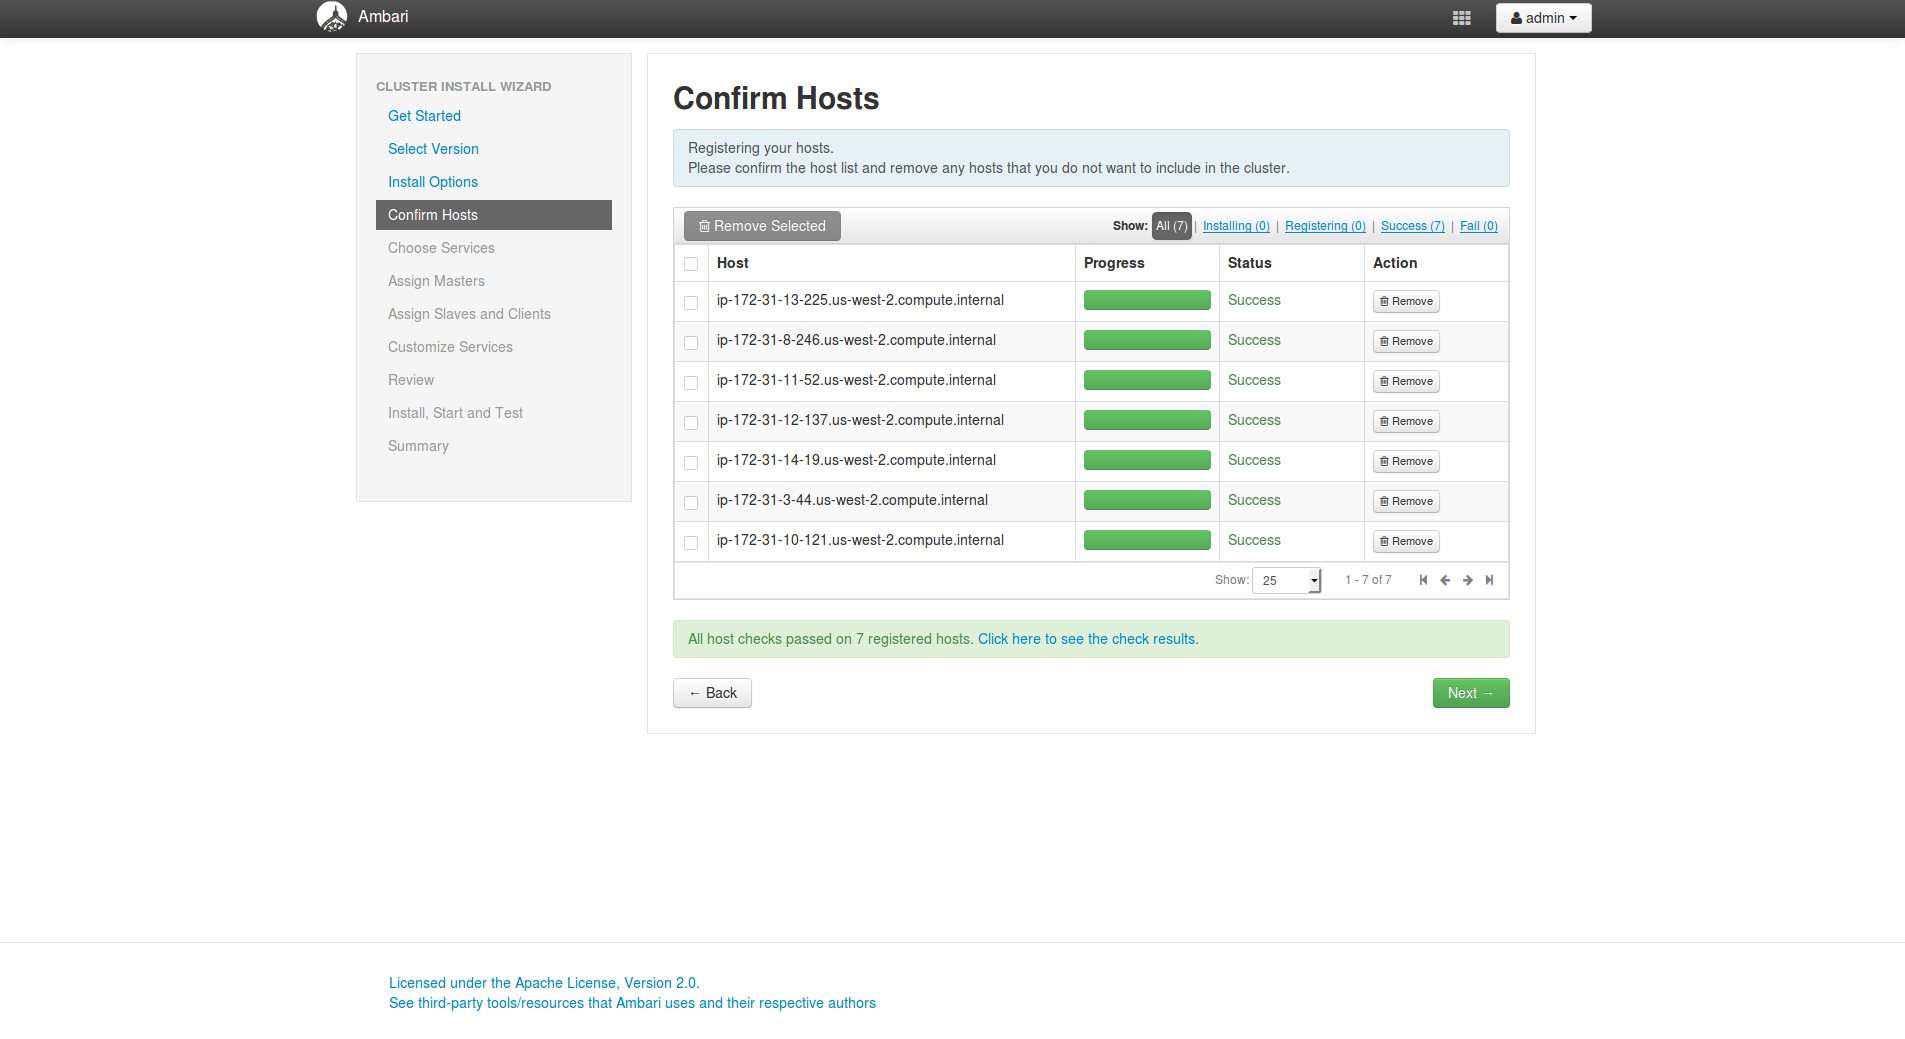 Ambari
admin
CLUSTER INSTALL WIZARD
Get Started
Select Version
Install Options
Confirm Hosts
Choose Services
Assign Masters
Assign Slaves and Clients
Customize Services
Review
Install, Start and Test
Summary
Confirm Hosts
Registering your hosts.
Please confirm the host list and remove any hosts that you do not want to include in the cluster.
Remove Selected Show: All (7) | Installing (0) | Registering (0) | Success (7) | Fail (0)
Host Progress Status Action
ip-172-31-13-225.us-west-2.compute.internal Success Remove
ip-172-31-8-246.us-west-2.compute.internal Success Remove
ip-172-31-11-52.us-west-2.compute.internal Success Remove
ip-172-31-12-137.us-west-2.compute.internal Success Remove
ip-172-31-14-19.us-west-2.compute.internal Success Remove
ip-172-31-3-44.us-west-2.compute.internal Success Remove
ip-172-31-10-121.us-west-2.compute.internal Success Remove
Show: 25 1 - 7 of 7
All host checks passed on 7 registered hosts. Click here to see the check results.
← Back Next →
Licensed under the Apache License, Version 2.0.
See third-party tools/resources that Ambari uses and their respective authors